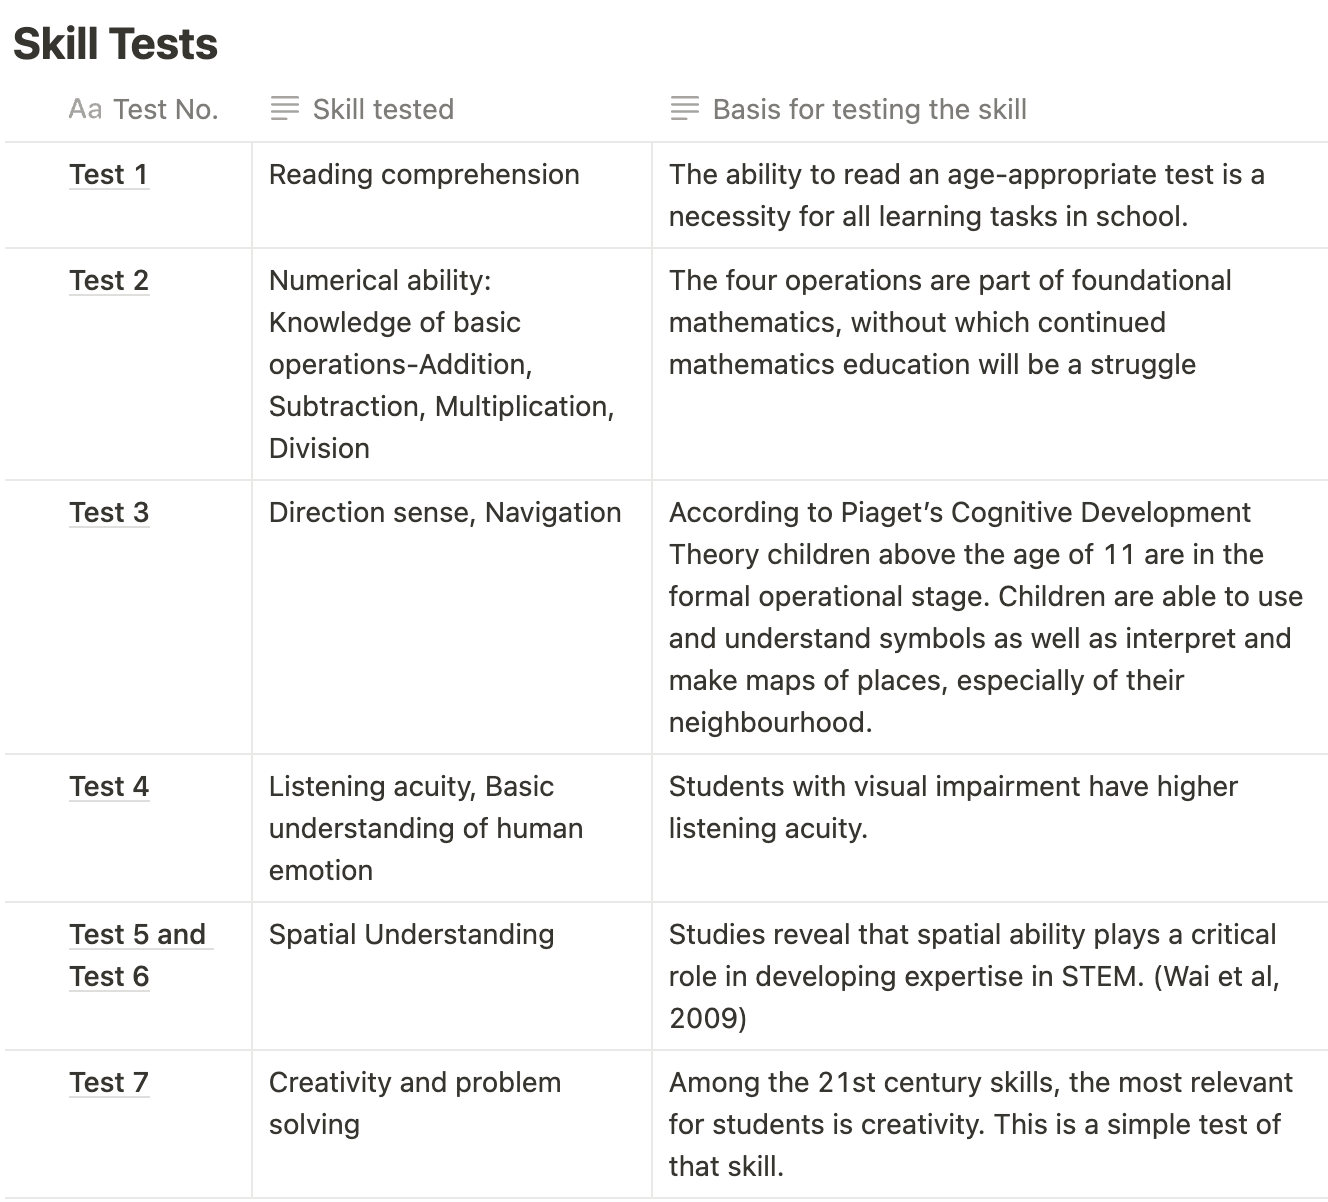 Skill Tests
Aa Test No.
Skill tested
Basis for testing the skill
Test 1
Reading comprehension
The ability to read an age-appropriate test is a
necessity for all learning tasks in school.
Test 2
Numerical ability:
Knowledge of basic
operations-Addition,
Subtraction, Multiplication,
Division
The four operations are part of foundational
mathematics, without which continued
mathematics education will be a struggle
Test 3
Direction sense, Navigation
According to Piaget’s Cognitive Development
Theory children above the age of 11 are in the
formal operational stage. Children are able to use
and understand symbols as well as interpret and
make maps of places, especially of their
neighbourhood.
Test 4
Listening acuity, Basic
understanding of human
emotion
Students with visual impairment have higher
listening acuity.
Test 5 and
Test 6
Spatial Understanding
Studies reveal that spatial ability plays a critical
role in developing expertise in STEM. (Wai et al,
2009)
Test 7
Creativity and problem
solving
Among the 21st century skills, the most relevant
for students is creativity. This is a simple test of
that skill.